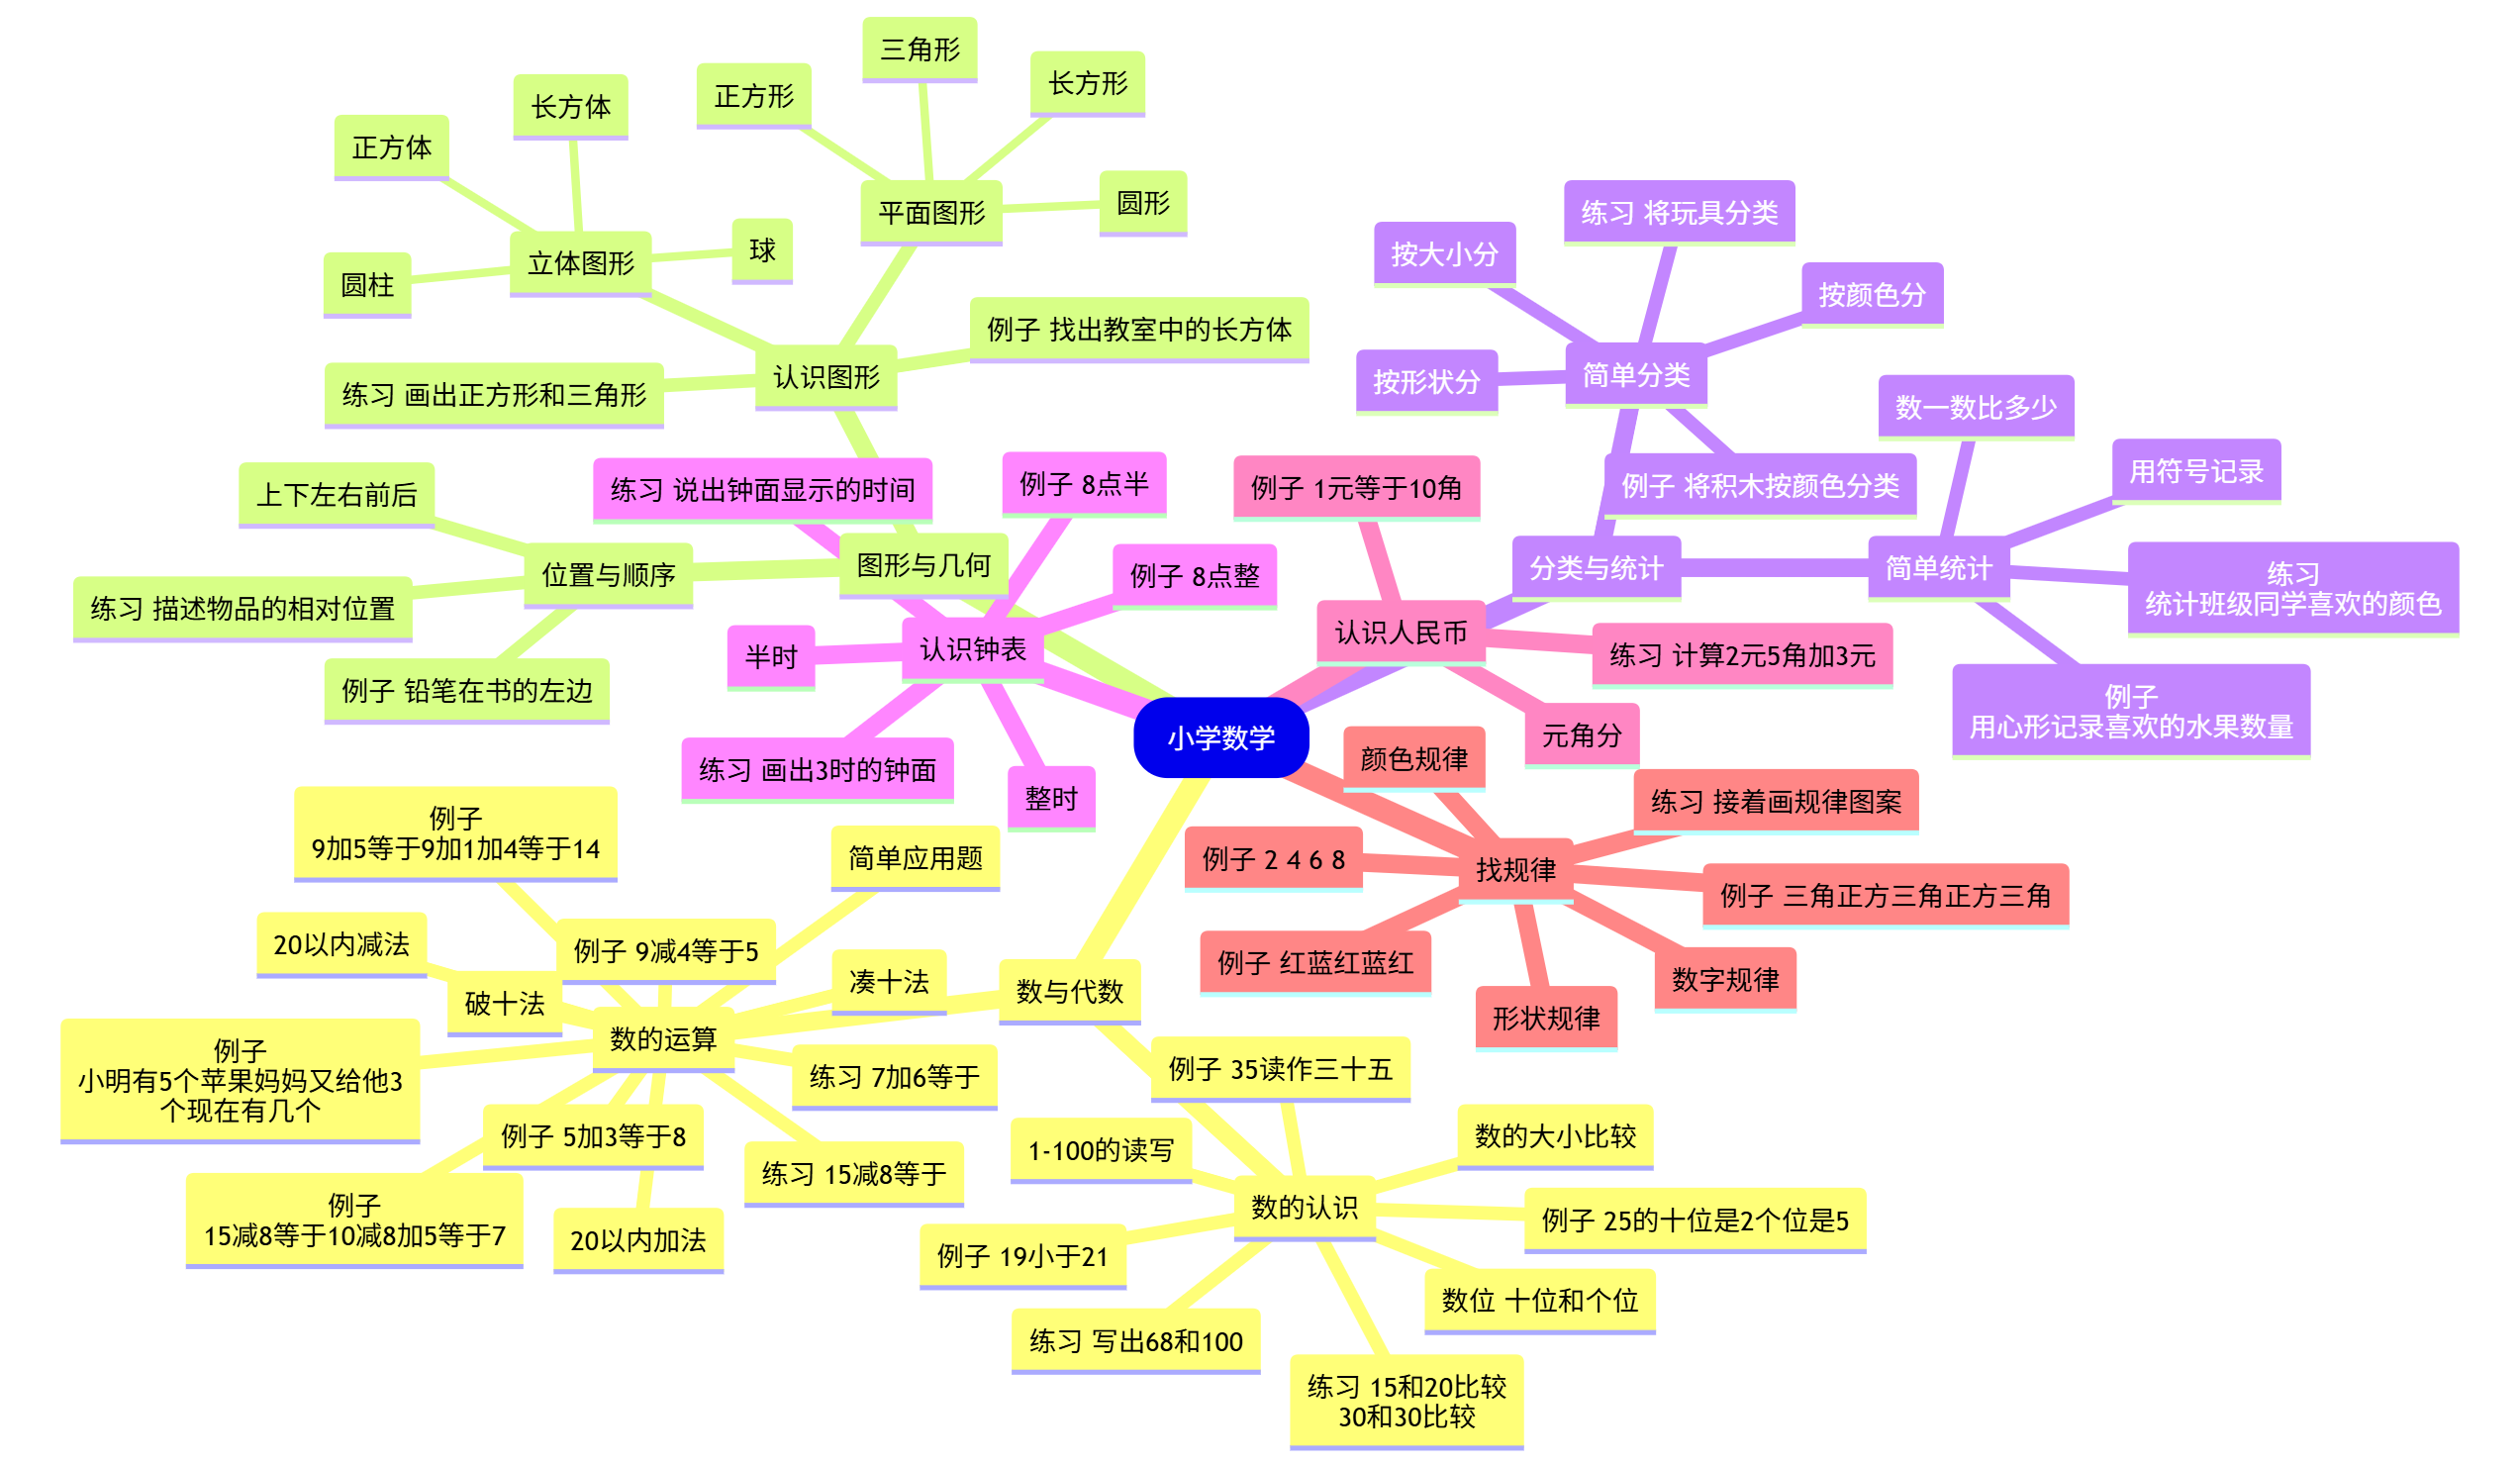 三角形
长方形
正方形
长方体
正方体
平面图形
圆形
球
立体图形
圆柱
例子 找出教室中的长方体
认识图形
练习 画出正方形和三角形
上下左右前后
位置与顺序
练习 描述物品的相对位置
例子 铅笔在书的左边
图形与几何
练习 说出钟面显示的时间
例子 8点半
例子 8点整
认识钟表
半时
练习 画出3时的钟面
整时
练习 将玩具分类
按大小分
按颜色分
简单分类
按形状分
例子 将积木按颜色分类
数一数比多少
用符号记录
分类与统计
简单统计
练习
统计班级同学喜欢的颜色
例子
用心形记录喜欢的水果数量
例子 1元等于10角
认识人民币
练习 计算2元5角加3元
元角分
小学数学
颜色规律
练习 接着画规律图案
例子 2 4 6 8
找规律
例子 三角正方三角正方三角
例子 红蓝红蓝红
数字规律
形状规律
例子
9加5等于9加1加4等于14
简单应用题
20以内减法
例子 9减4等于5
破十法
凑十法
数与代数
数的运算
例子
小明有5个苹果妈妈又给他3
个现在有几个
练习 7加6等于
例子 5加3等于8
练习 15减8等于
例子
15减8等于10减8加5等于7
20以内加法
例子 35读作三十五
1-100的读写
数的大小比较
数的认识
例子 25的十位是2个位是5
例子 19小于21
数位 十位和个位
练习 写出68和100
练习 15和20比较
30和30比较